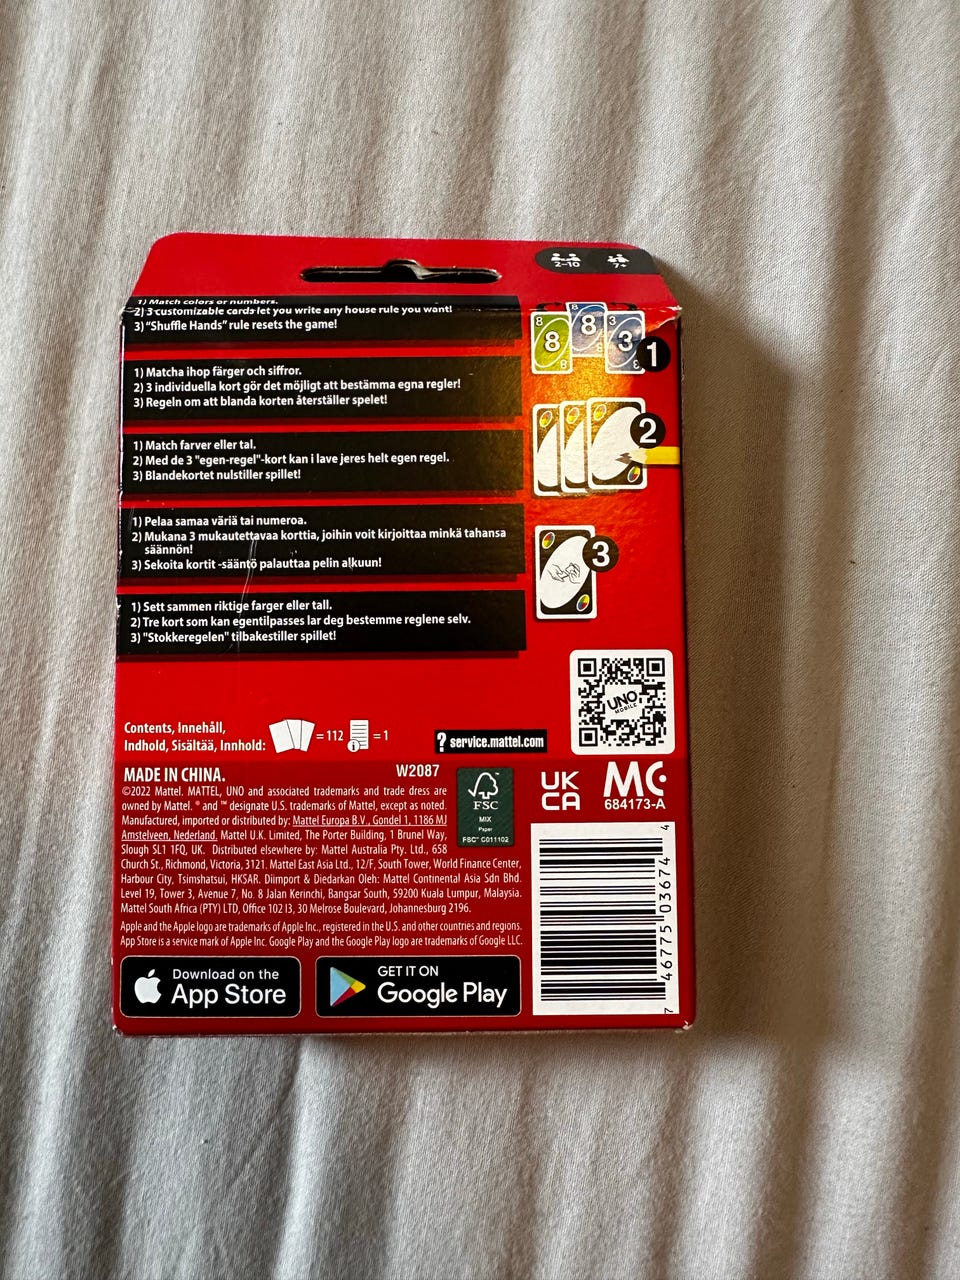 2–10 7+
1) Match colors or numbers.
2) 3 customizable cards let you write any house rule you want!
3) “Shuffle Hands” rule resets the game!
8 8 3
8 8 3
8 8
1
1) Matcha ihop färger och siffror.
2) 3 individuella kort gör det möjligt att bestämma egna regler!
3) Regeln om att blanda korten återställer spelet!
2
1) Match farver eller tal.
2) Med de 3 "egen-regel"-kort kan i lave jeres helt egen regel.
3) Blandekortet nulstiller spillet!
1) Pelaa samaa väriä tai numeroa.
2) Mukana 3 mukautettavaa korttia, joihin voit kirjoittaa minkä tahansa
säännön!
3) Sekoita kortit -sääntö palauttaa pelin alkuun!
3
1) Sett sammen riktige farger eller tall.
2) Tre kort som kan egentilpasses lar deg bestemme reglene selv.
3) "Stokkeregelen" tilbakestiller spillet!
UNO
MOBILE
Contents, Innehåll,
Indhold, Sisältää, Innhold: = 112 i = 1
? service.mattel.com
MADE IN CHINA. W2087
©2022 Mattel. MATTEL, UNO and associated trademarks and trade dress are
owned by Mattel. ® and ™ designate U.S. trademarks of Mattel, except as noted.
Manufactured, imported or distributed by: Mattel Europa B.V., Gondel 1, 1186 MJ
Amstelveen, Nederland. Mattel U.K. Limited, The Porter Building, 1 Brunel Way,
Slough SL1 1FQ, UK. Distributed elsewhere by: Mattel Australia Pty. Ltd., 658
Church St., Richmond, Victoria, 3121. Mattel East Asia Ltd., 12/F, South Tower, World Finance Center,
Harbour City, Tsimshatsui, HKSAR. Diimport & Diedarkan Oleh: Mattel Continental Asia Sdn Bhd.
Level 19, Tower 3, Avenue 7, No. 8 Jalan Kerinchi, Bangsar South, 59200 Kuala Lumpur, Malaysia.
Mattel South Africa (PTY) LTD, Office 102 I3, 30 Melrose Boulevard, Johannesburg 2196.
Apple and the Apple logo are trademarks of Apple Inc., registered in the U.S. and other countries and regions.
App Store is a service mark of Apple Inc. Google Play and the Google Play logo are trademarks of Google LLC.
FSC
MIX
Paper
FSC® C011102
UK
CA
MC
684173-A
7 46775 03674 4
Download on the
App Store
GET IT ON
Google Play